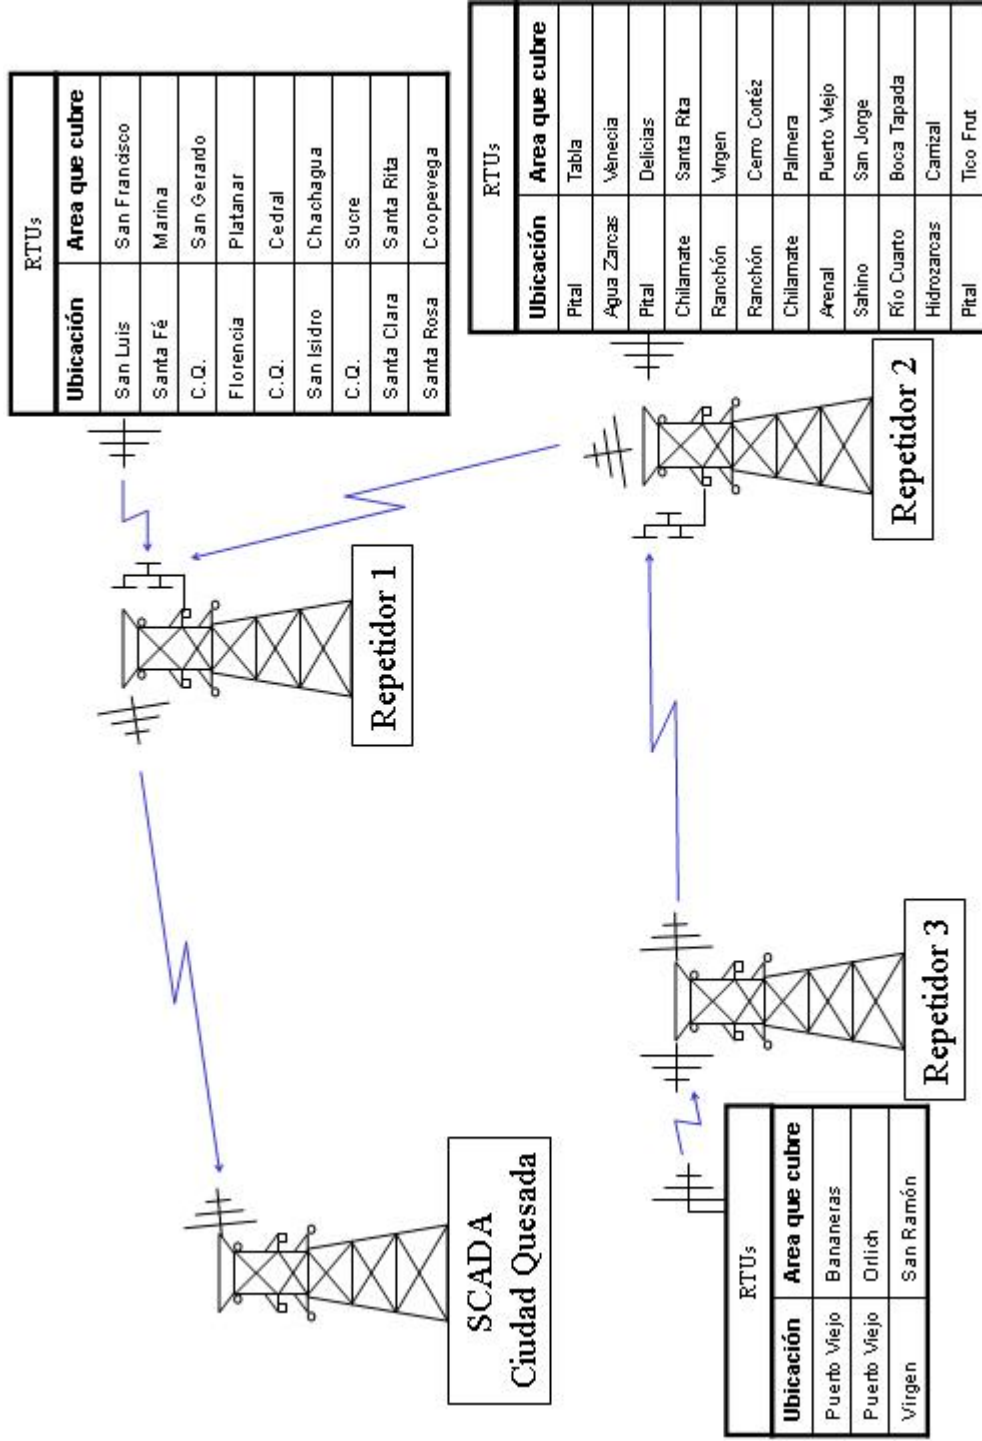 SCADA
Ciudad Quesada
Repetidor 1
RTUs
Ubicación Area que cubre
San Luis San Francisco
Santa Fé Marina
C.Q. San Gerardo
Florencia Platanar
C.Q. Cedral
San Isidro Chachagua
C.Q. Sucre
Santa Clara Santa Rita
Santa Rosa Coopevega
RTUs
Ubicación Area que cubre
Puerto Viejo Bananeras
Puerto Viejo Orlich
Virgen San Ramón
Repetidor 3
Repetidor 2
RTUs
Ubicación Area que cubre
Pital Tabla
Agua Zarcas Venecia
Pital Delicias
Chilamate Santa Rita
Ranchón Virgen
Ranchón Cerro Cortéz
Chilamate Palmera
Arenal Puerto Viejo
Sahino San Jorge
Río Cuarto Boca Tapada
Hidrozarcas Carrizal
Pital Tico Frut